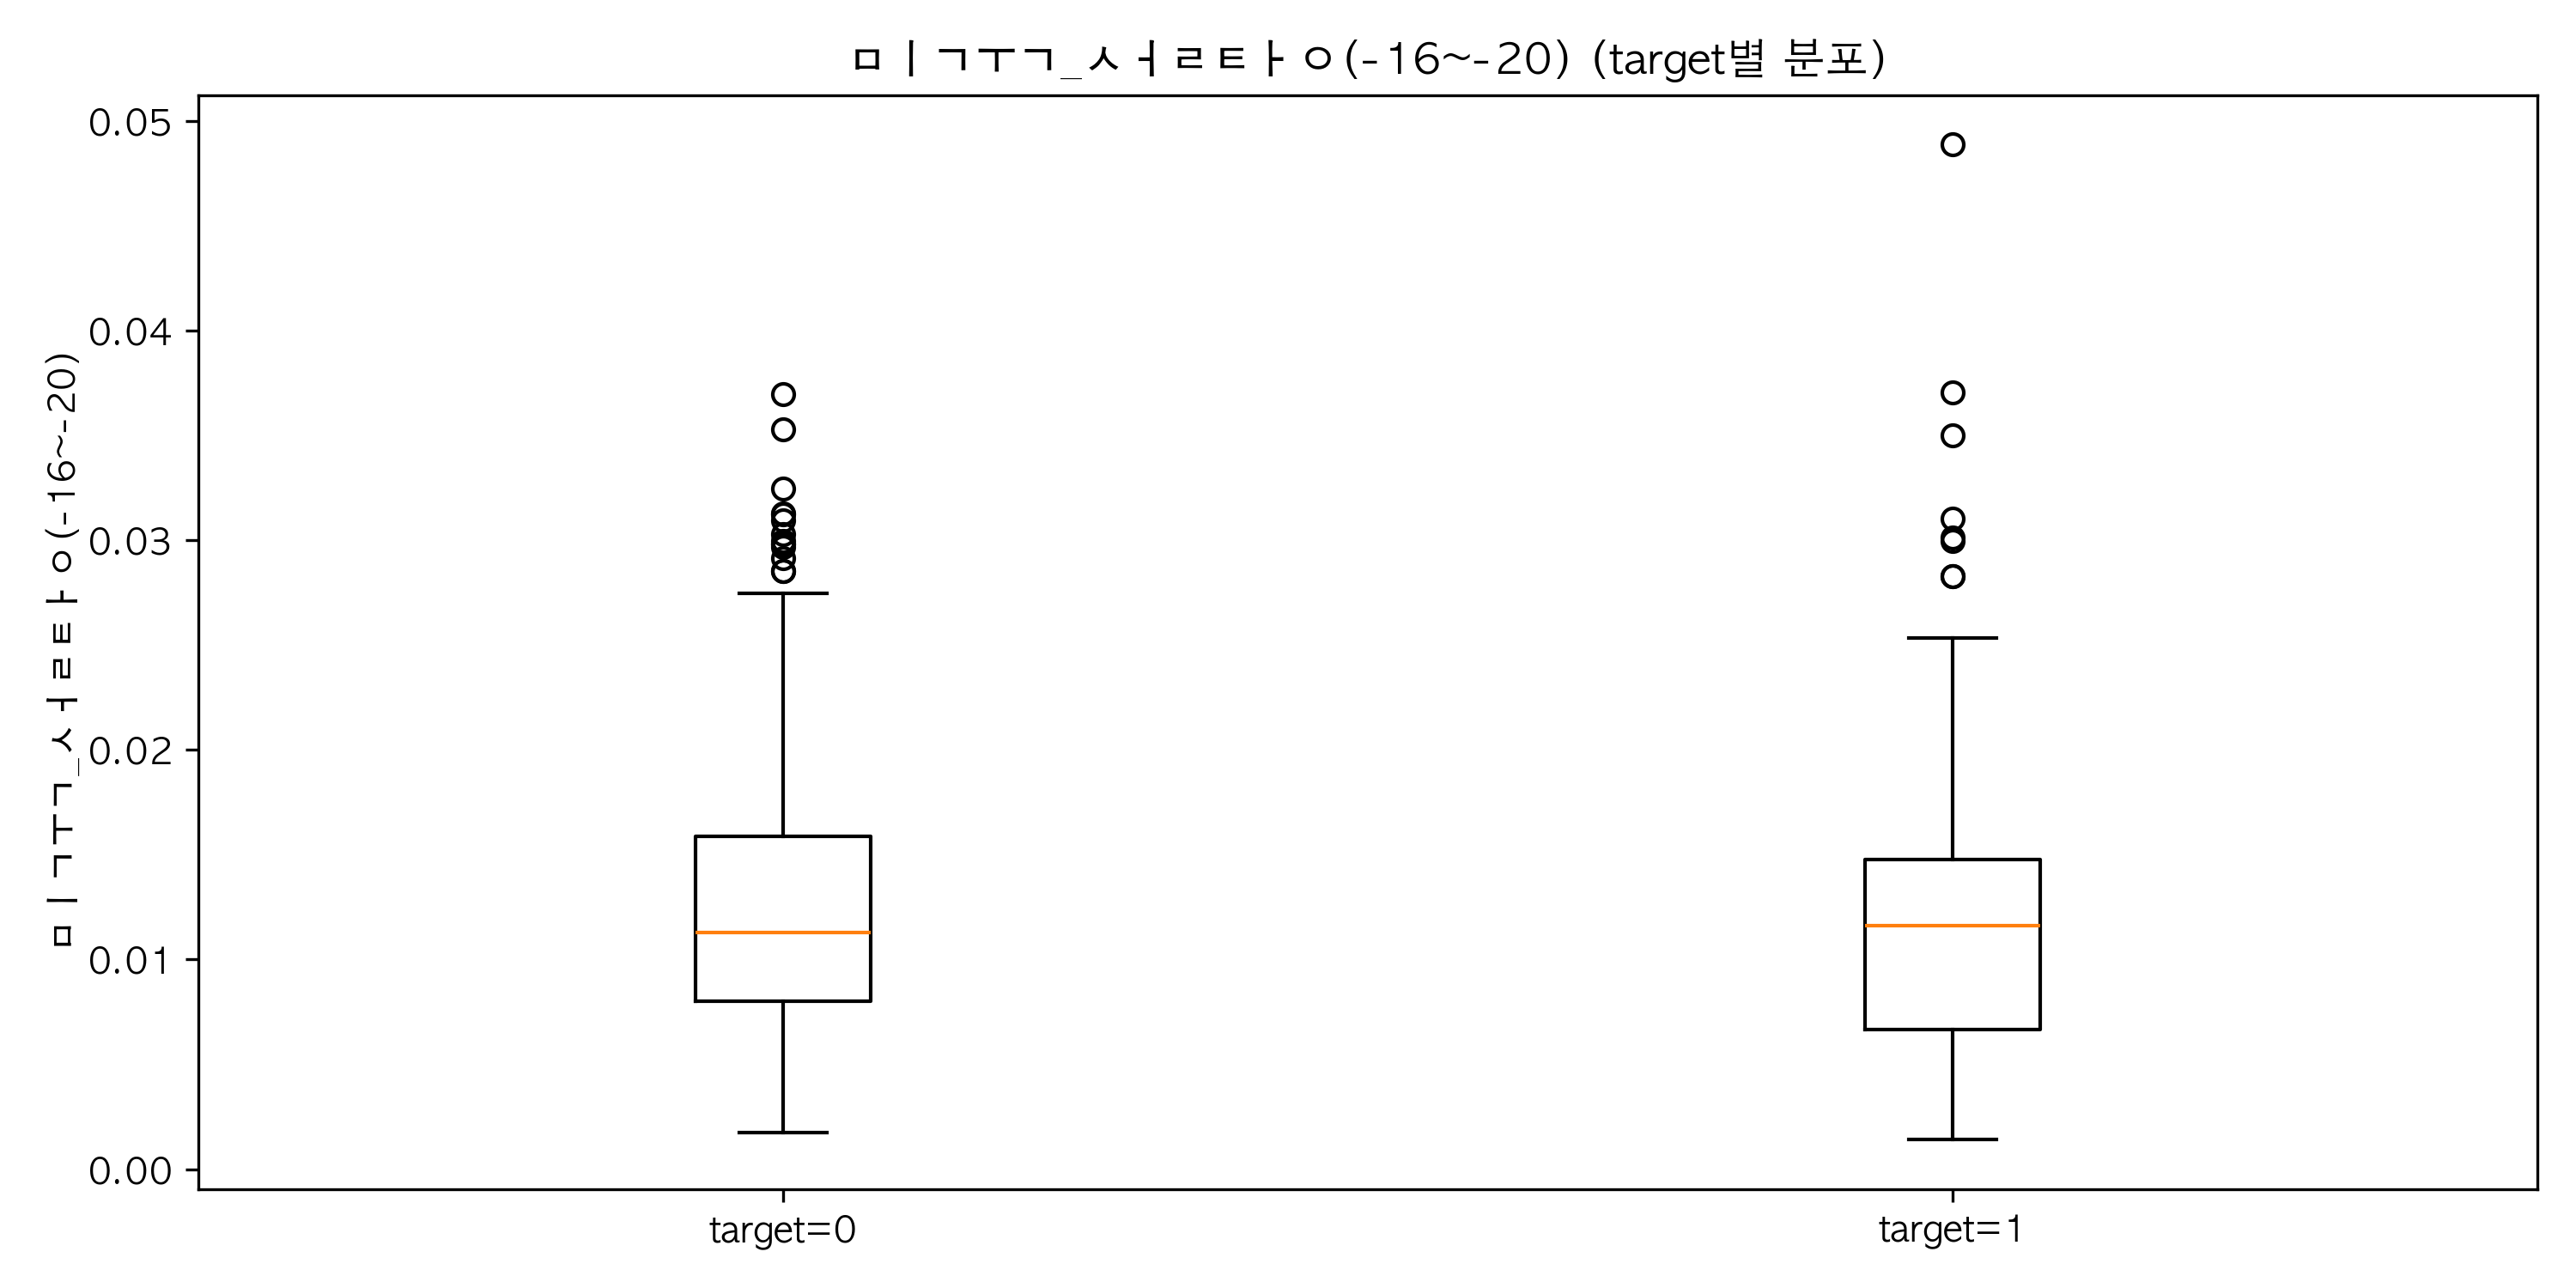 ㅁㅣㄱㅜㄱ_ㅅㅓㄹㅌㅏㅇ(-16~-20) (target별 분포)
ㅁㅣㄱㅜㄱ_ㅅㅓㄹㅌㅏㅇ(-16~-20)
0.05
0.04
0.03
0.02
0.01
0.00
target=0
target=1